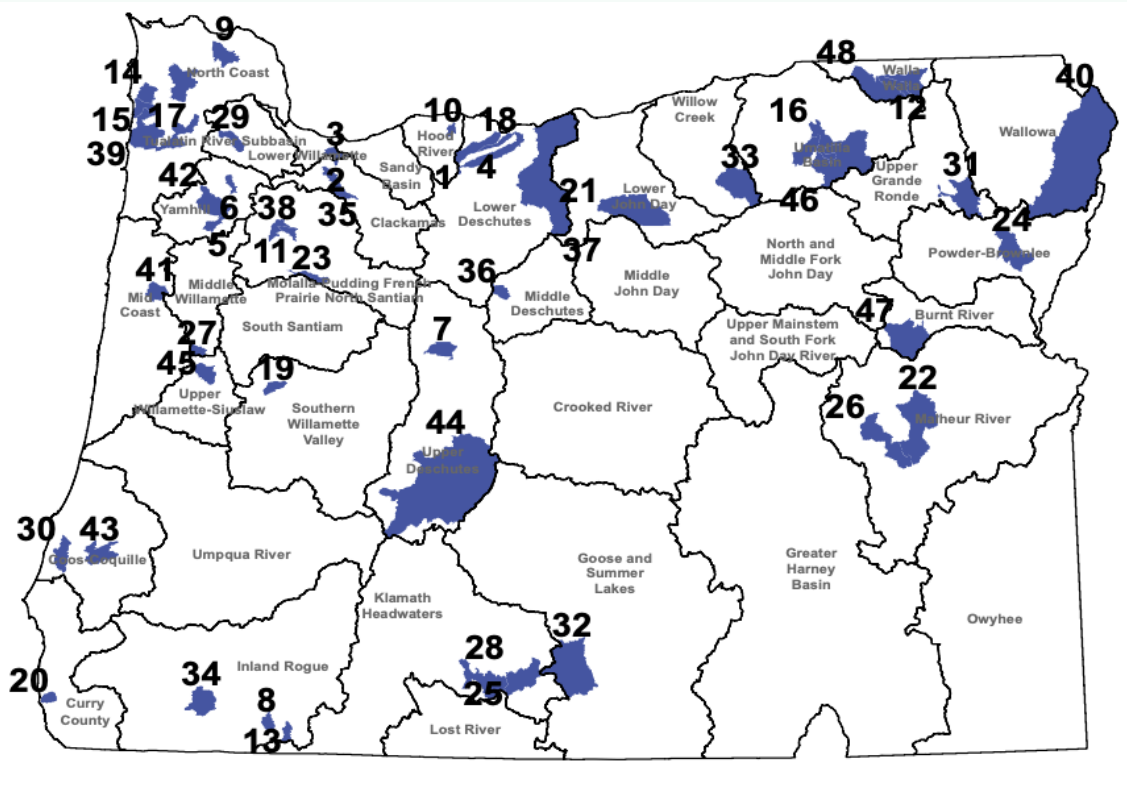 9
North Coast
48
Walla
Walla
40
14
15
17
29
39
Tualatin River Subbasin
3
Lower Willamette
10
Hood
River
18
4
1
Willow
Creek
16
12
Umatilla
Basin
Wallowa
42
2
Sandy
Basin
33
Upper
Grande
Ronde
31
Yamhill
6
38
35
Clackamas
Lower
Deschutes
21
Lower
John Day
46
24
5
11
23
37
North and
Middle Fork
John Day
Powder-Brownlee
41
Mid
Coast
Middle
Willamette
Molalla-Pudding French
Prairie North Santiam
36
Middle
Deschutes
Middle
John Day
47
Burnt River
27
South Santiam
7
Upper Mainstem
and South Fork
John Day River
45
19
22
Upper
Willamette-Siuslaw
Southern
Willamette
Valley
44
Upper
Deschutes
Crooked River
26
Malheur River
30
43
Coos-Coquille
Umpqua River
Goose and
Summer
Lakes
Greater
Harney
Basin
Klamath
Headwaters
Owyhee
32
28
25
20
34
Inland Rogue
8
13
Curry
County
Lost River